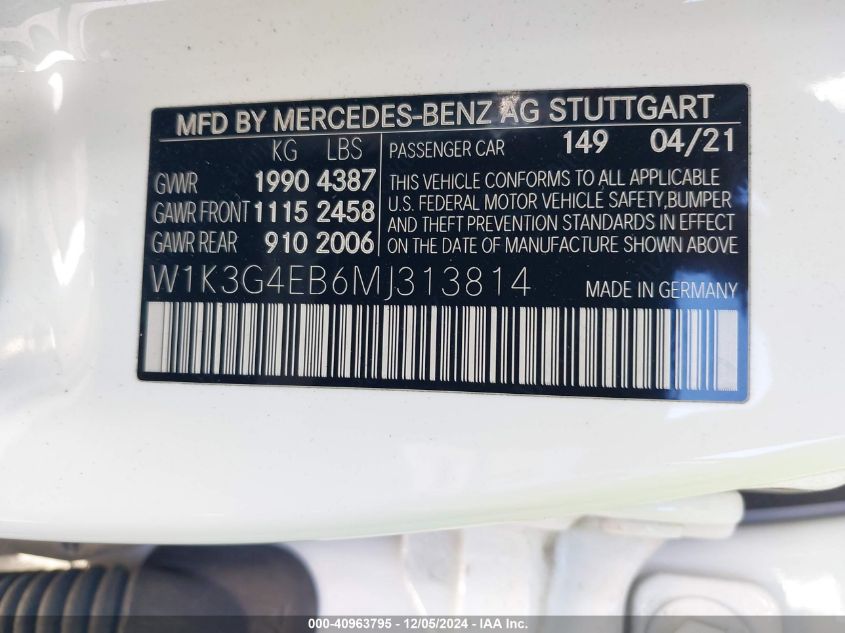 MFD BY MERCEDES-BENZ AG STUTTGART
KG LBS
GVWR 1990 4387
GAWR FRONT 1115 2458
GAWR REAR 910 2006
PASSENGER CAR 149 04/21
THIS VEHICLE CONFORMS TO ALL APPLICABLE
U.S. FEDERAL MOTOR VEHICLE SAFETY,BUMPER
AND THEFT PREVENTION STANDARDS IN EFFECT
ON THE DATE OF MANUFACTURE SHOWN ABOVE
W1K3G4EB6MJ313814
MADE IN GERMANY
000-40963795 - 12/05/2024 - IAA Inc.